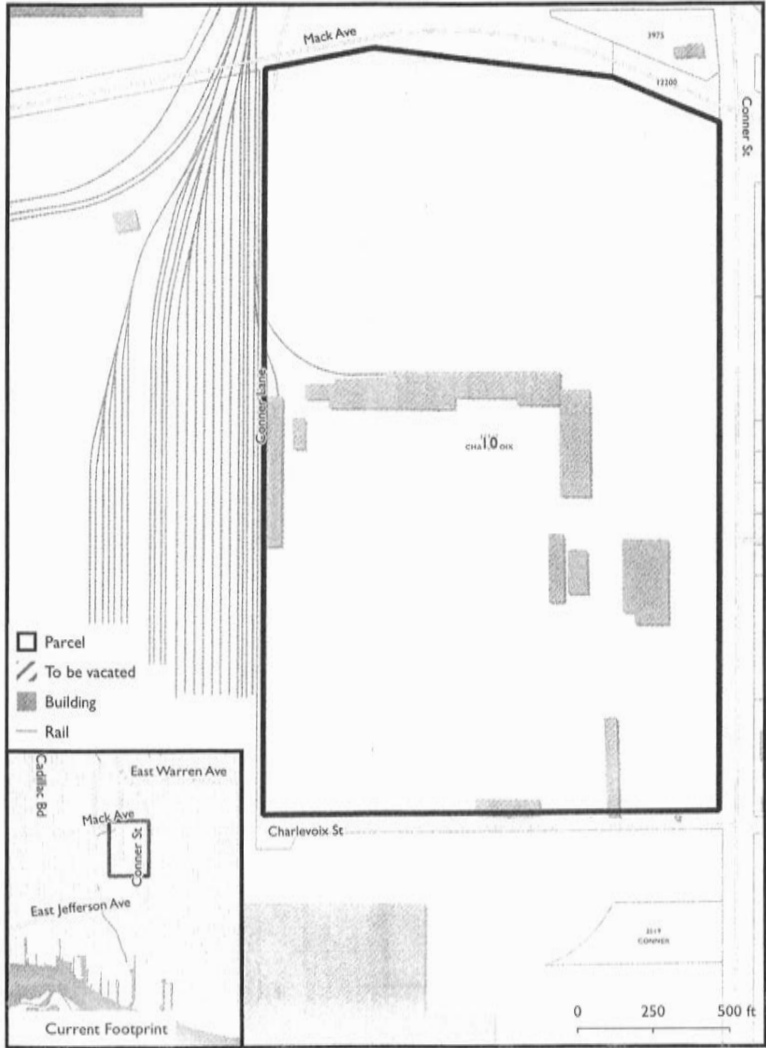 Mack Ave
3975
12200
Conner St
Conner Lane
10
Parcel
To be vacated
Building
Rail
Cadillac Bd
East Warren Ave
Mack Ave
Conner St
East Jefferson Ave
Current Footprint
Charlevoix St
CONNER
0 250 500 ft